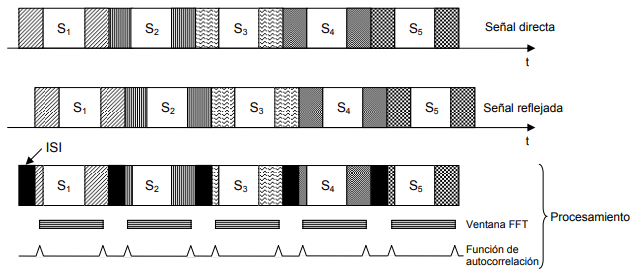 S1 S2 S3 S4 S5 Señal directa
t
S1 S2 S3 S4 S5 Señal reflejada
t
ISI
S1 S2 S3 S4 S5
Procesamiento
Ventana FFT
Función de
autocorrelación